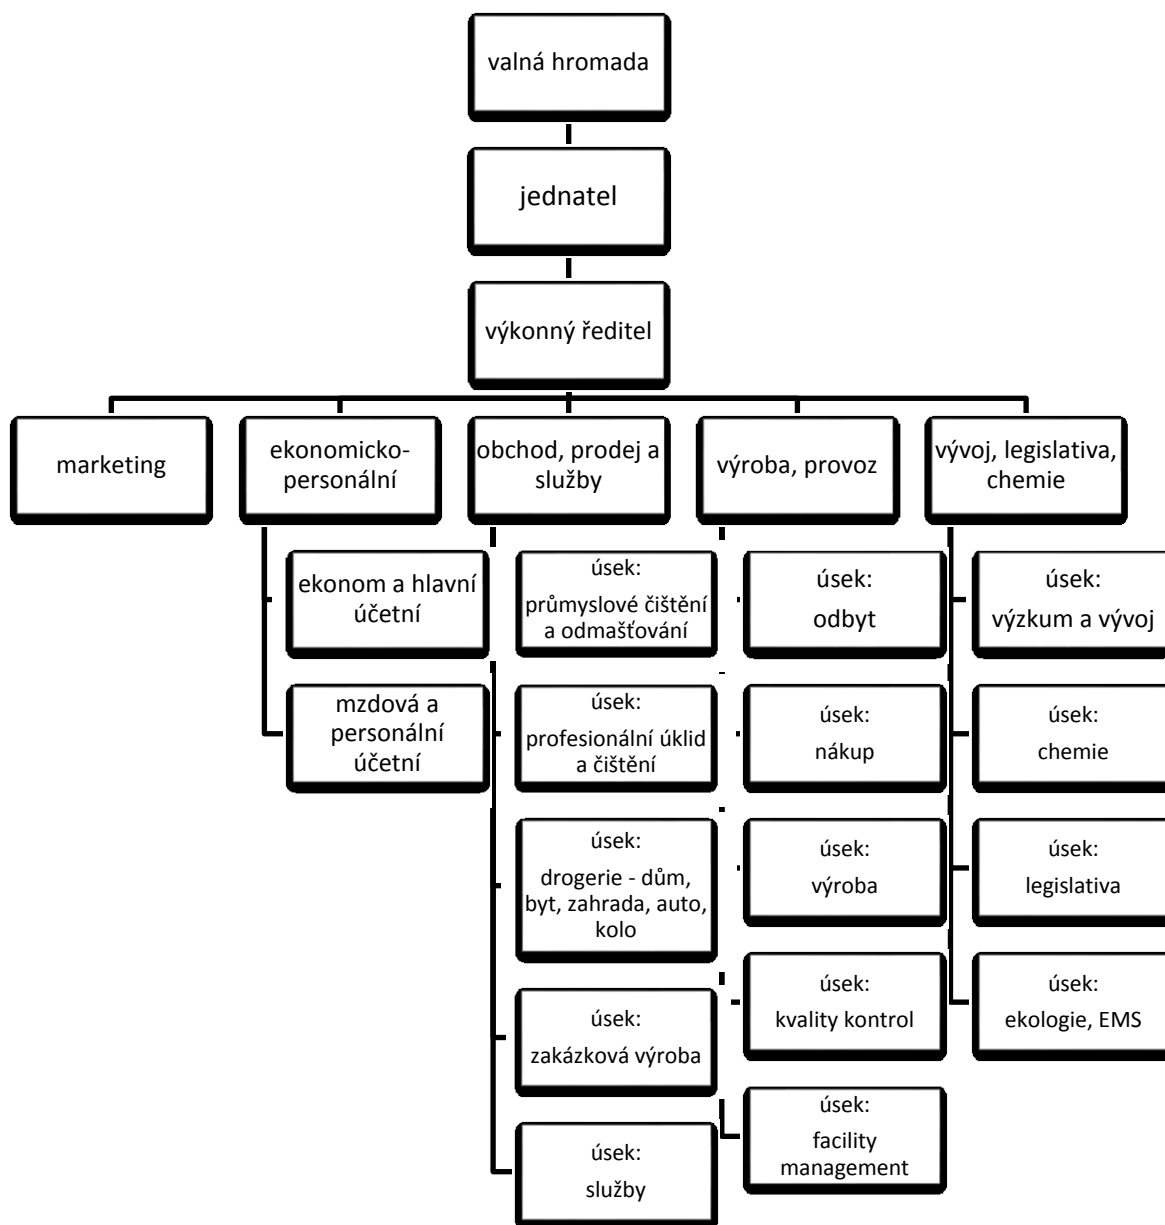 valná hromada
jednatel
výkonný ředitel
marketing
ekonomicko-
personální
obchod, prodej a
služby
výroba, provoz
vývoj, legislativa,
chemie
ekonom a hlavní
účetní
mzdová a
personální
účetní
úsek:
průmyslové čištění
a odmašťování
úsek:
profesionální úklid
a čištění
úsek:
drogerie - dům,
byt, zahrada, auto,
kolo
úsek:
zakázková výroba
úsek:
služby
úsek:
odbyt
úsek:
nákup
úsek:
výroba
úsek:
kvality kontrol
úsek:
facility
management
úsek:
výzkum a vývoj
úsek:
chemie
úsek:
legislativa
úsek:
ekologie, EMS